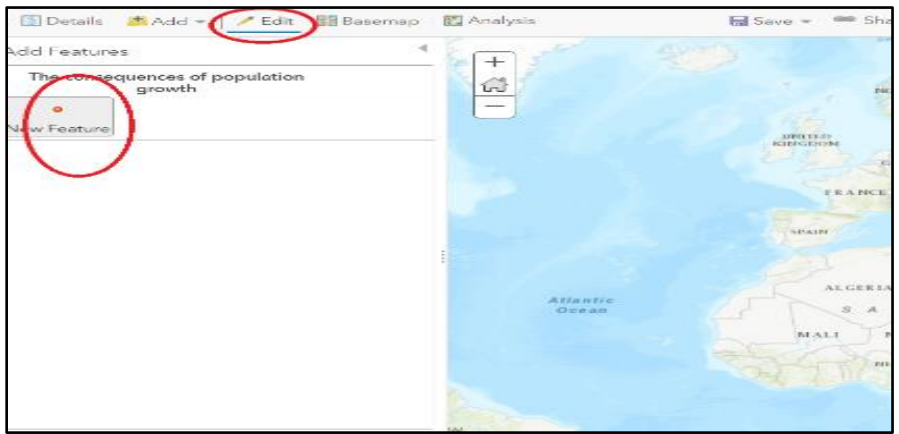 Details Add Edit Basemap Analysis Save Sha
Add Features
The consequences of population
growth
New Feature
UNITED
KINGDOM
FRANCE
SPAIN
Atlantic
Ocean
ALGERIA
S A
MALI